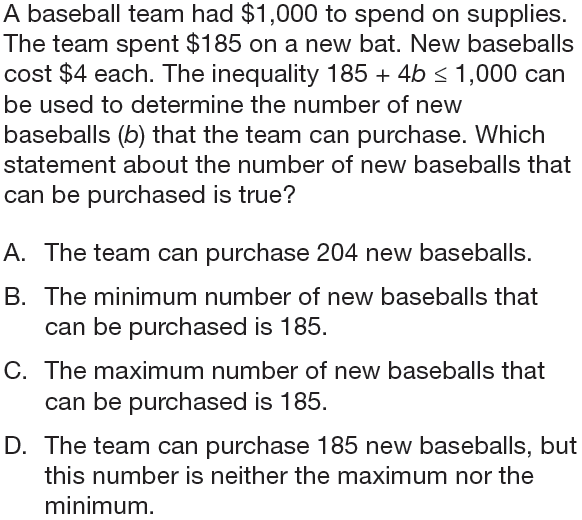 A baseball team had $1,000 to spend on supplies.
The team spent $185 on a new bat. New baseballs
cost $4 each. The inequality 185 + 4b ≤ 1,000 can
be used to determine the number of new
baseballs (b) that the team can purchase. Which
statement about the number of new baseballs that
can be purchased is true?
A. The team can purchase 204 new baseballs.
B. The minimum number of new baseballs that
can be purchased is 185.
C. The maximum number of new baseballs that
can be purchased is 185.
D. The team can purchase 185 new baseballs, but
this number is neither the maximum nor the
minimum.